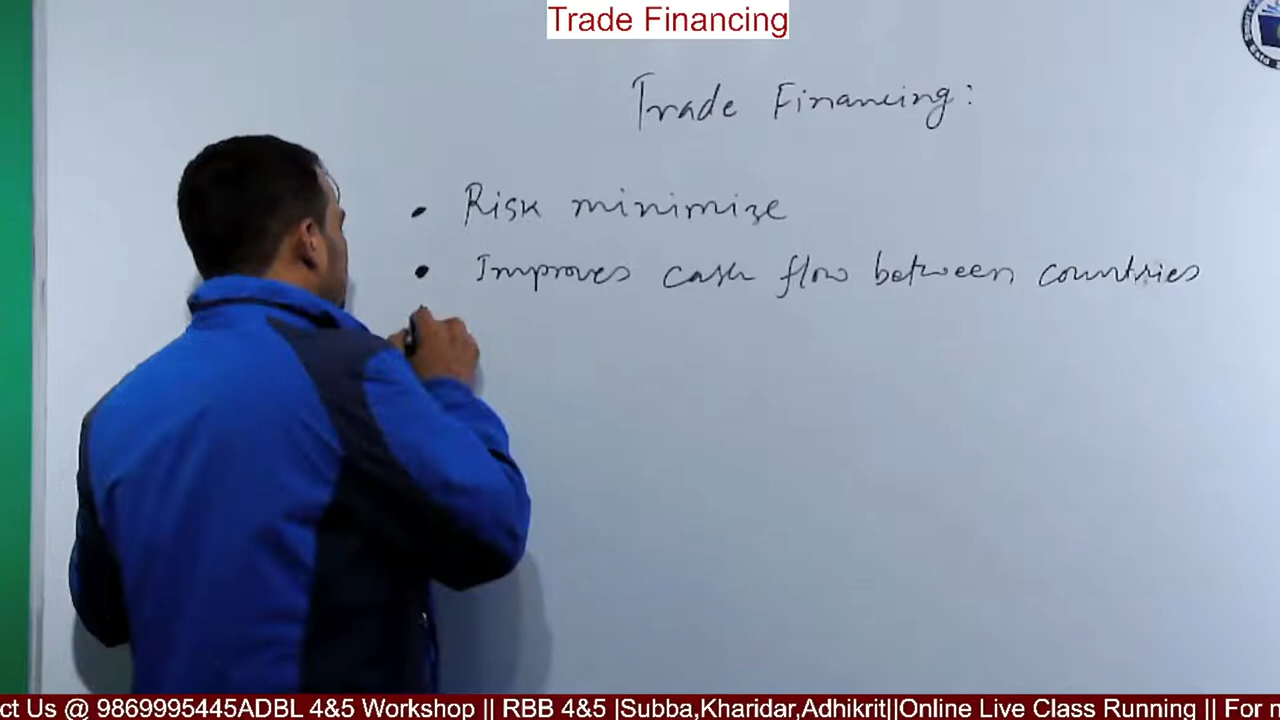 Trade Financing
Trade Financing:
• Risk minimize
• Improves cash flow between countries
ct Us @ 9869995445ADBL 4&5 Workshop || RBB 4&5 |Subba,Kharidar,Adhikrit||Online Live Class Running || For